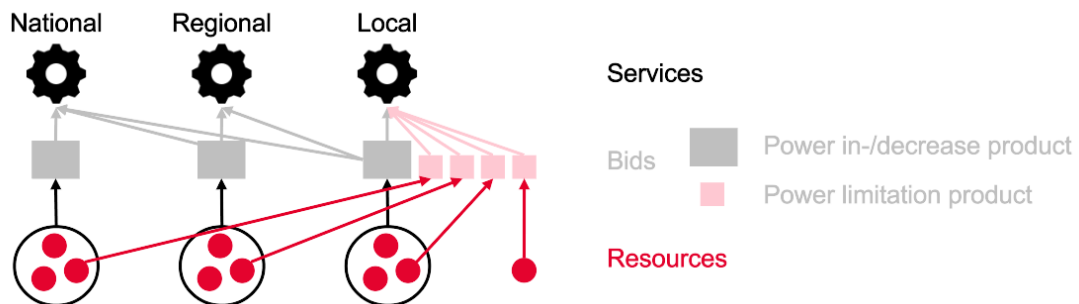 National
Regional
Local
Services
Bids
Power in-/decrease product
Power limitation product
Resources